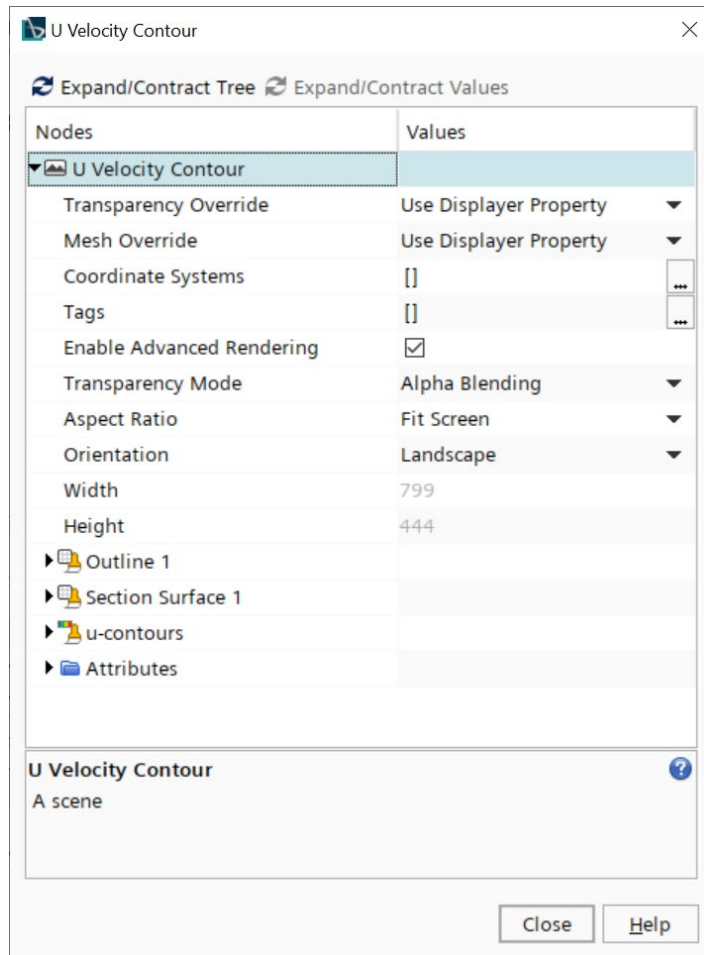 U Velocity Contour
Expand/Contract Tree Expand/Contract Values
Nodes Values
U Velocity Contour
Transparency Override Use Displayer Property
Mesh Override Use Displayer Property
Coordinate Systems [] ...
Tags [] ...
Enable Advanced Rendering
Transparency Mode Alpha Blending
Aspect Ratio Fit Screen
Orientation Landscape
Width 799
Height 444
Outline 1
Section Surface 1
u-contours
Attributes
U Velocity Contour ?
A scene
Close Help